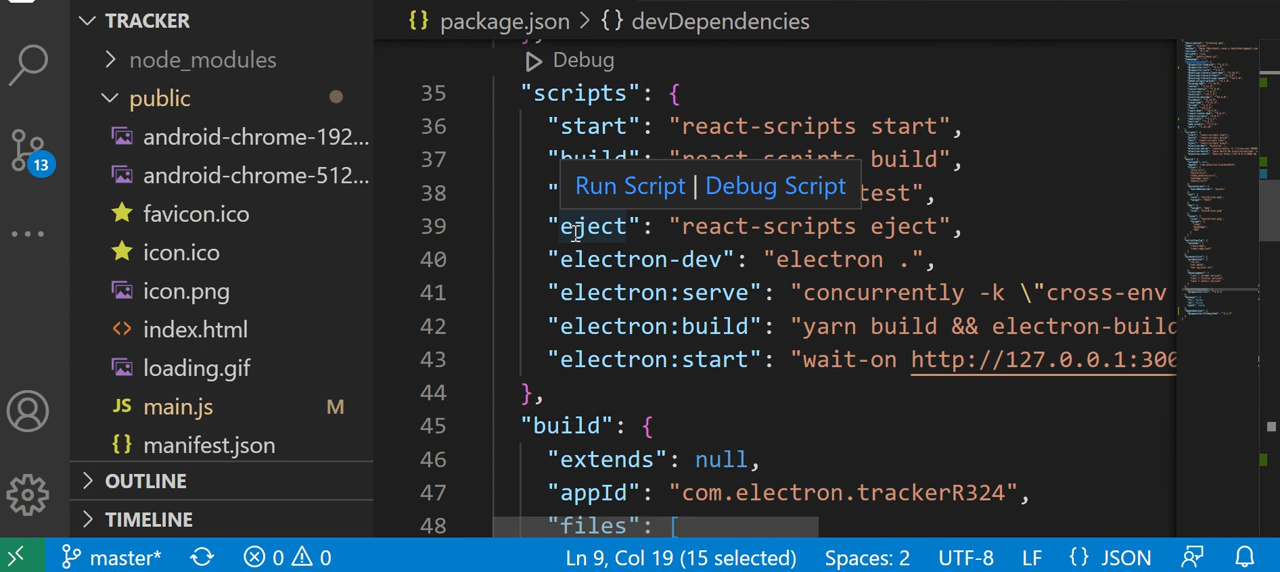 TRACKER
node_modules
public
android-chrome-192...
android-chrome-512...
favicon.ico
icon.ico
icon.png
index.html
loading.gif
JS main.js M
{} manifest.json
OUTLINE
TIMELINE
13
{} package.json > {} devDependencies
Debug
35 "scripts": {
36 "start": "react-scripts start",
37 "build": "react-scripts build",
38 " test",
Run Script | Debug Script
39 "eject": "react-scripts eject",
40 "electron-dev": "electron .",
41 "electron:serve": "concurrently -k \"cross-env
42 "electron:build": "yarn build && electron-build
43 "electron:start": "wait-on http://127.0.0.1:300
44 },
45 "build": {
46 "extends": null,
47 "appId": "com.electron.trackerR324",
48 "files": [
master* 0 0 Ln 9, Col 19 (15 selected) Spaces: 2 UTF-8 LF {} JSON